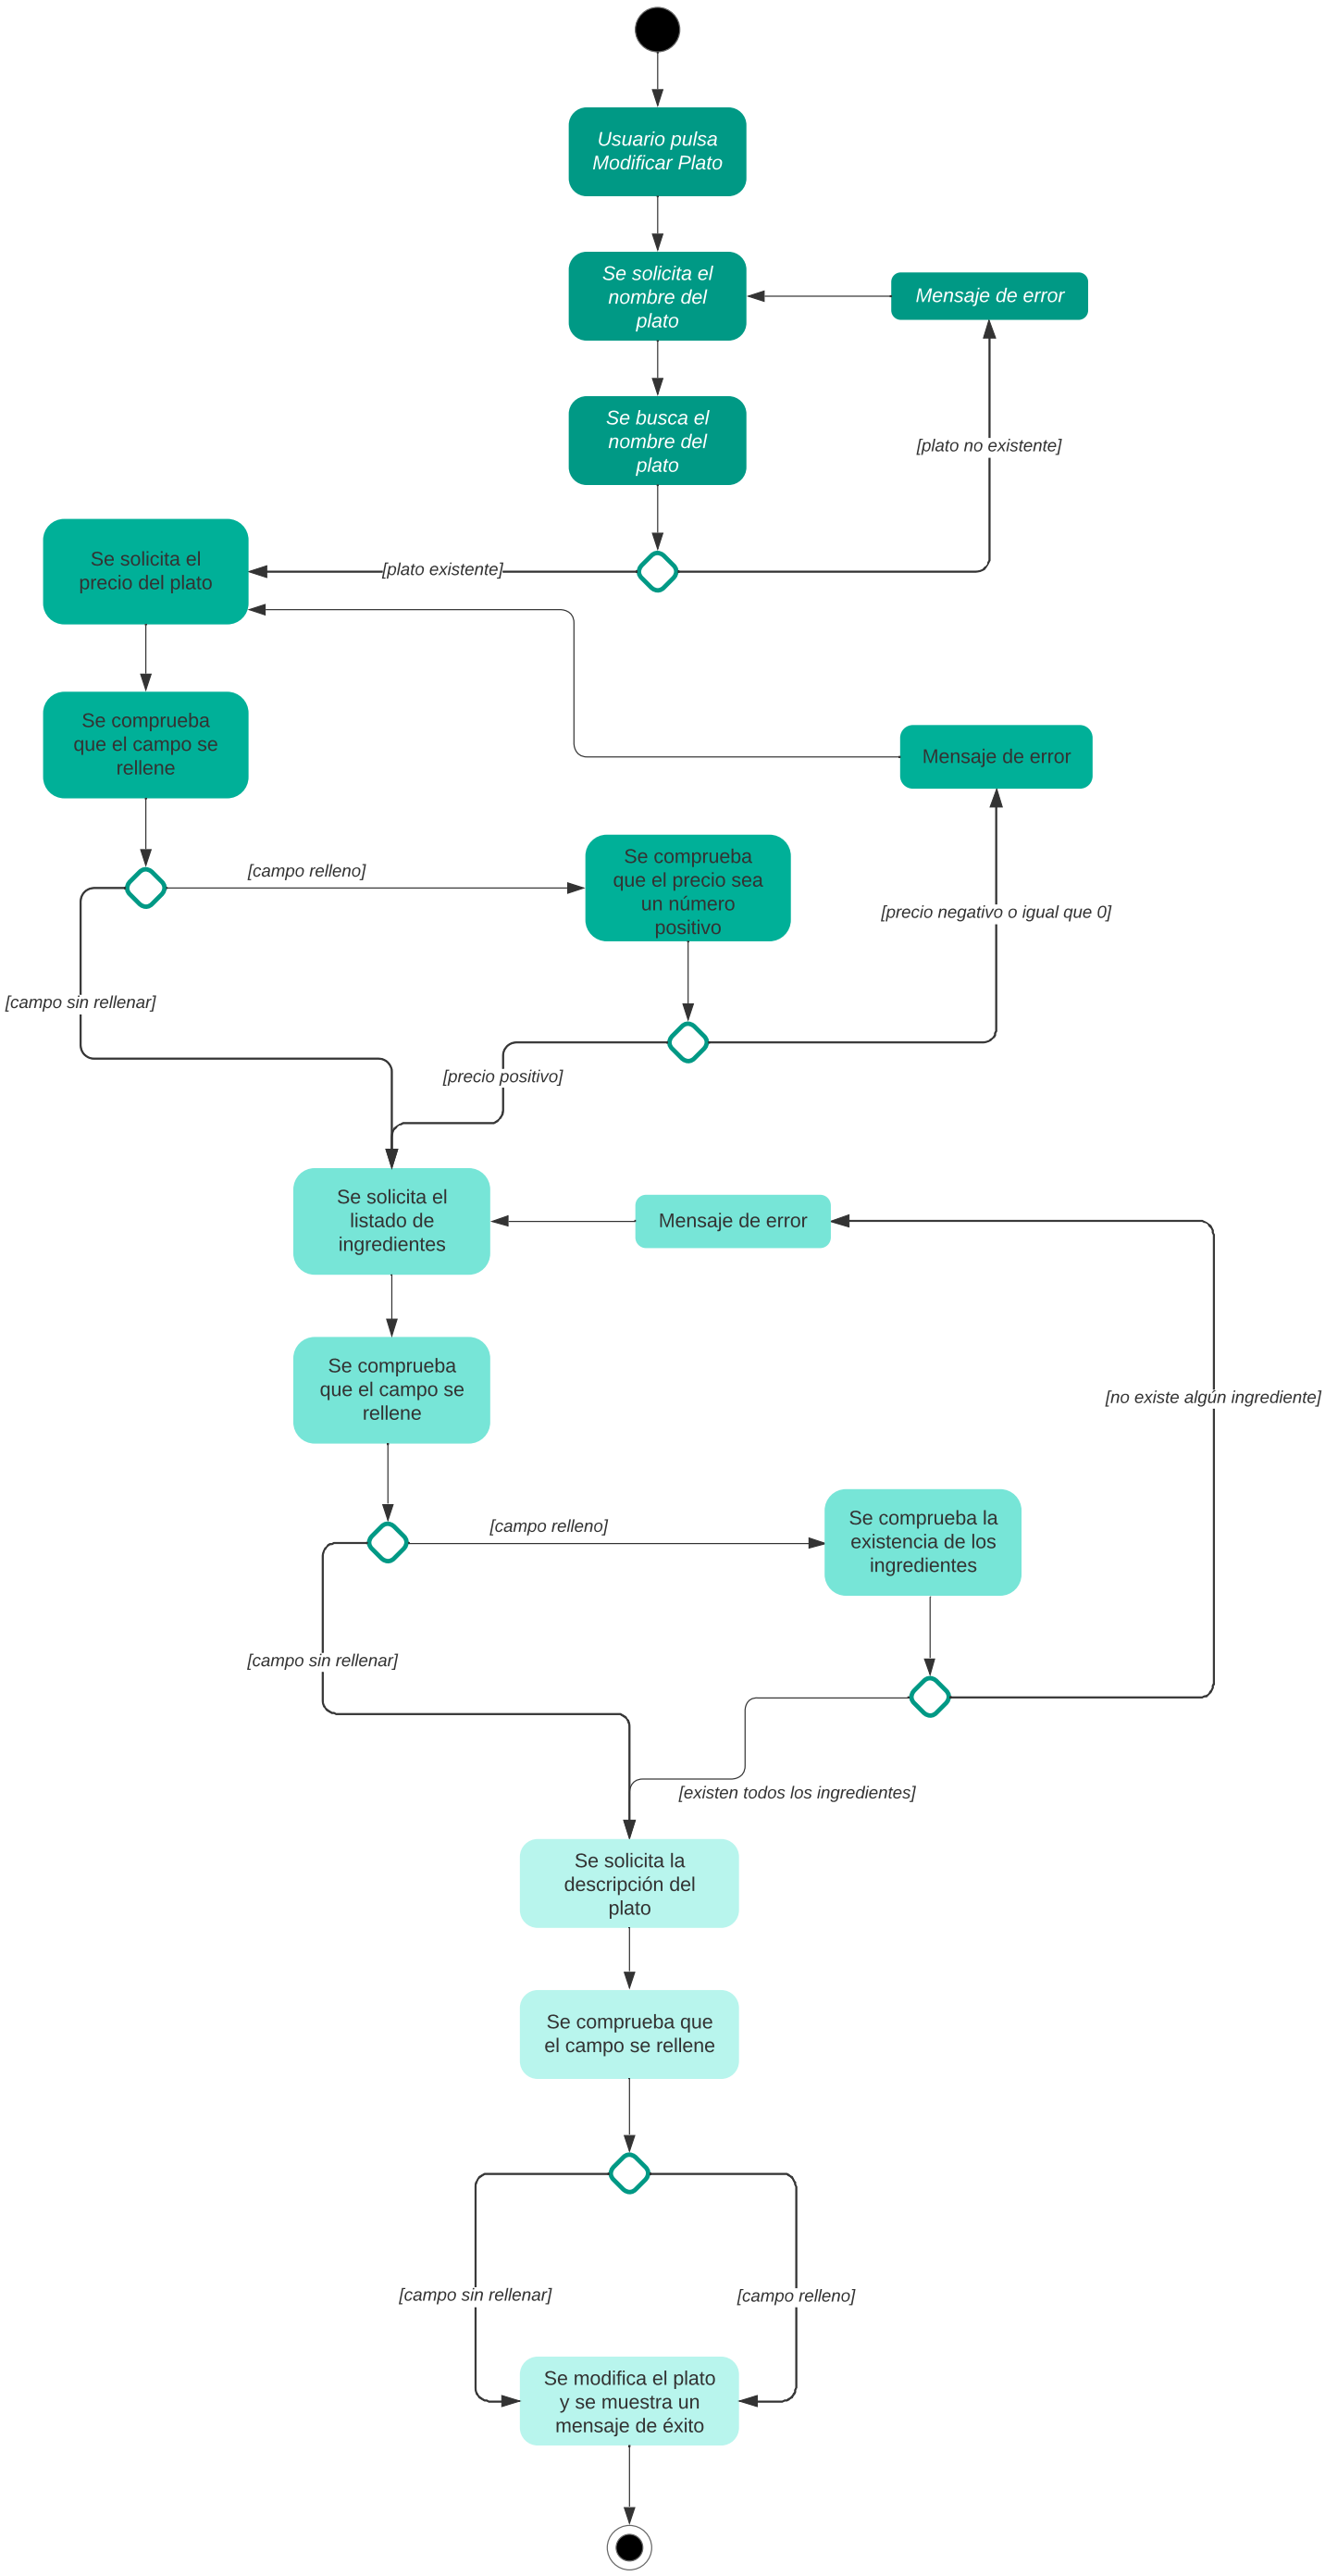 Usuario pulsa
Modificar Plato
Se solicita el
nombre del
plato
Mensaje de error
Se busca el
nombre del
plato
[plato no existente]
Se solicita el
precio del plato
[plato existente]
Se comprueba
que el campo se
rellene
Mensaje de error
[campo relleno]
Se comprueba
que el precio sea
un número
positivo
[precio negativo o igual que 0]
[campo sin rellenar]
[precio positivo]
Se solicita el
listado de
ingredientes
Mensaje de error
Se comprueba
que el campo se
rellene
[no existe algún ingrediente]
[campo relleno]
Se comprueba la
existencia de los
ingredientes
[campo sin rellenar]
[existen todos los ingredientes]
Se solicita la
descripción del
plato
Se comprueba que
el campo se rellene
[campo sin rellenar]
[campo relleno]
Se modifica el plato
y se muestra un
mensaje de éxito